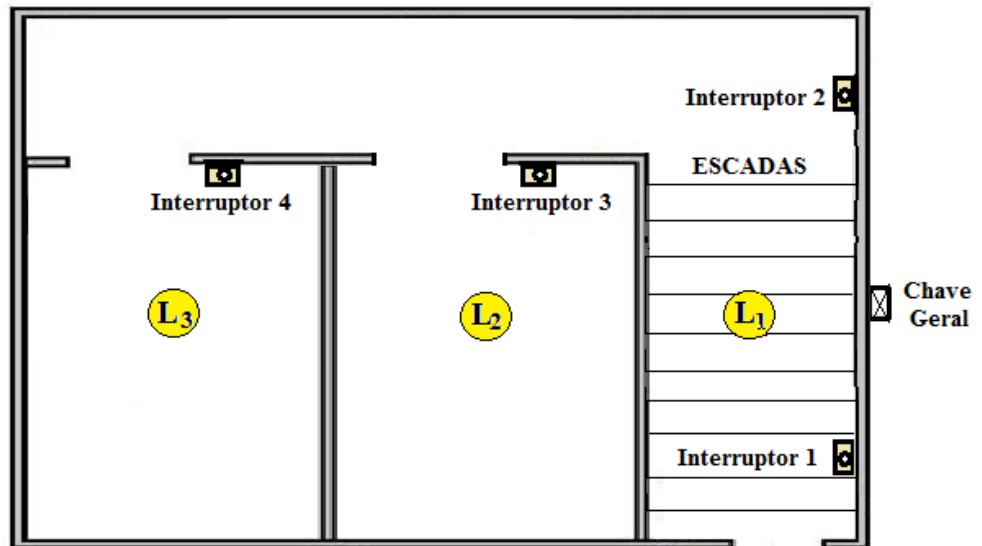 Interruptor 2
ESCADAS
Interruptor 4
Interruptor 3
Chave
Geral
L3
L2
L1
Interruptor 1